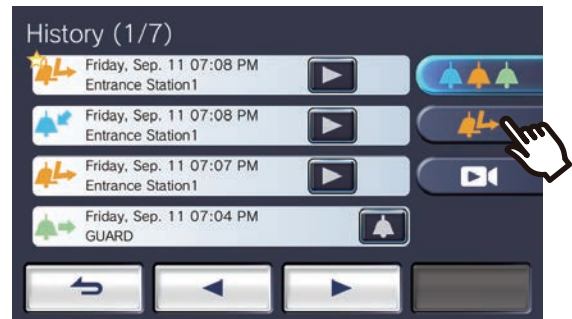 History (1/7)
Friday, Sep. 11 07:08 PM
Entrance Station1
Friday, Sep. 11 07:08 PM
Entrance Station1
Friday, Sep. 11 07:07 PM
Entrance Station1
Friday, Sep. 11 07:04 PM
GUARD